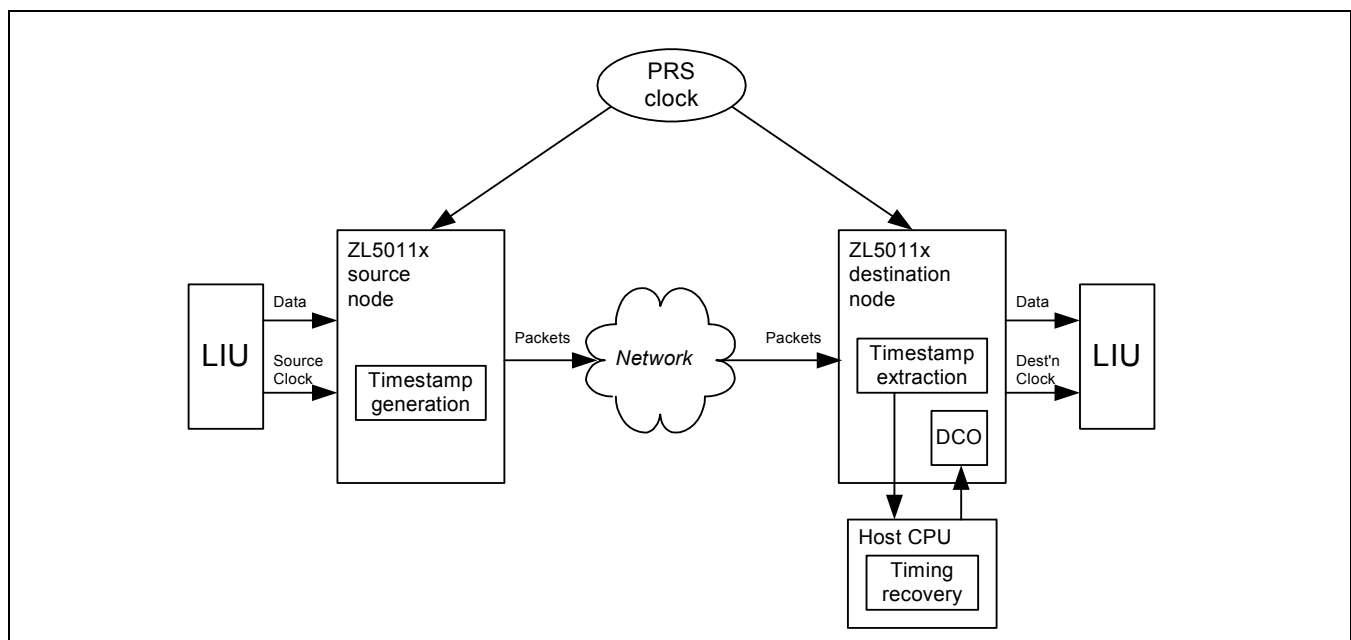 PRS
clock
ZL5011x
source
node
ZL5011x
destination
node
LIU
Data
Source
Clock
Timestamp
generation
Packets
Network
Packets
Timestamp
extraction
DCO
Data
Dest'n
Clock
LIU
Host CPU
Timing
recovery